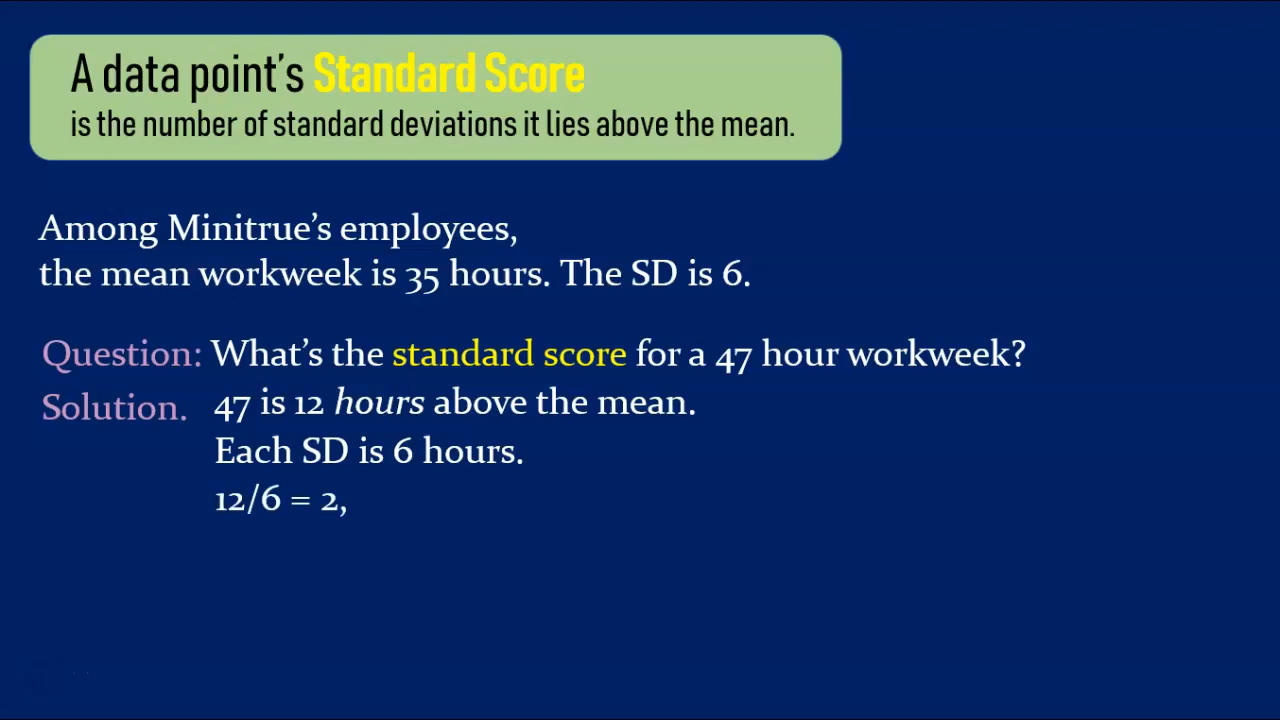 A data point’s Standard Score
is the number of standard deviations it lies above the mean.
Among Minitrue’s employees,
the mean workweek is 35 hours. The SD is 6.
Question: What’s the standard score for a 47 hour workweek?
Solution. 47 is 12 hours above the mean.
Each SD is 6 hours.
12/6 = 2,